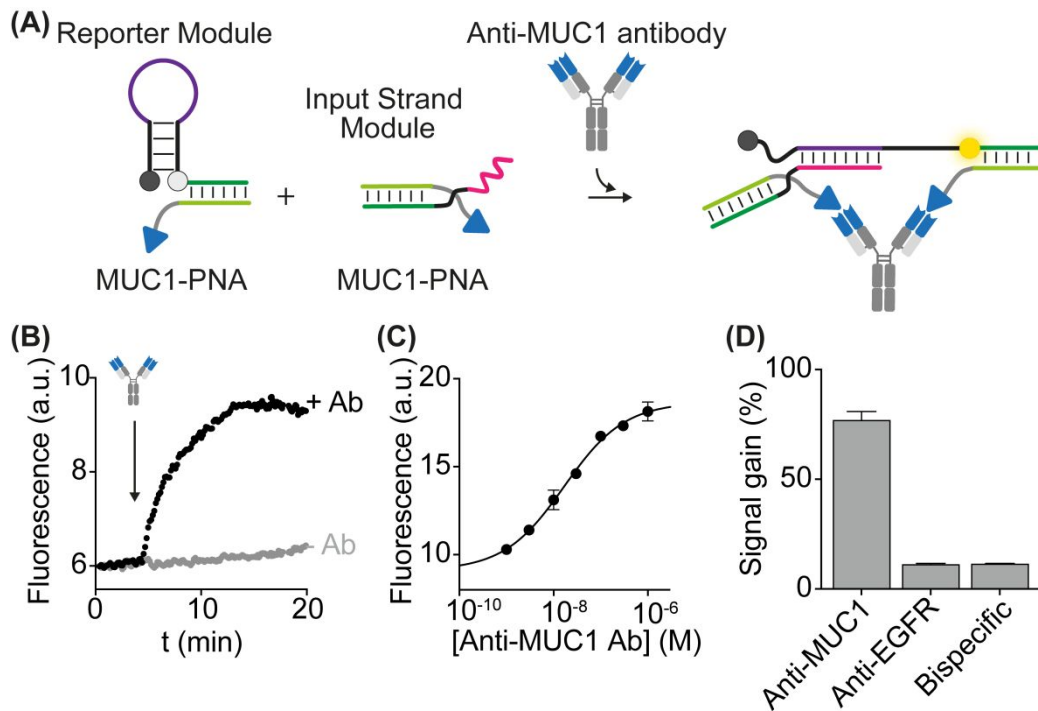 (A)
Reporter Module
Anti-MUC1 antibody
Input Strand
Module
+
MUC1-PNA
MUC1-PNA
(B)
Fluorescence (a.u.)
10
8
6
+ Ab
- Ab
0
10
20
t (min)
(C)
Fluorescence (a.u.)
20
15
10
10-10
10-8
10-6
[Anti-MUC1 Ab] (M)
(D)
Signal gain (%)
100
50
0
Anti-MUC1
Anti-EGFR
Bispecific